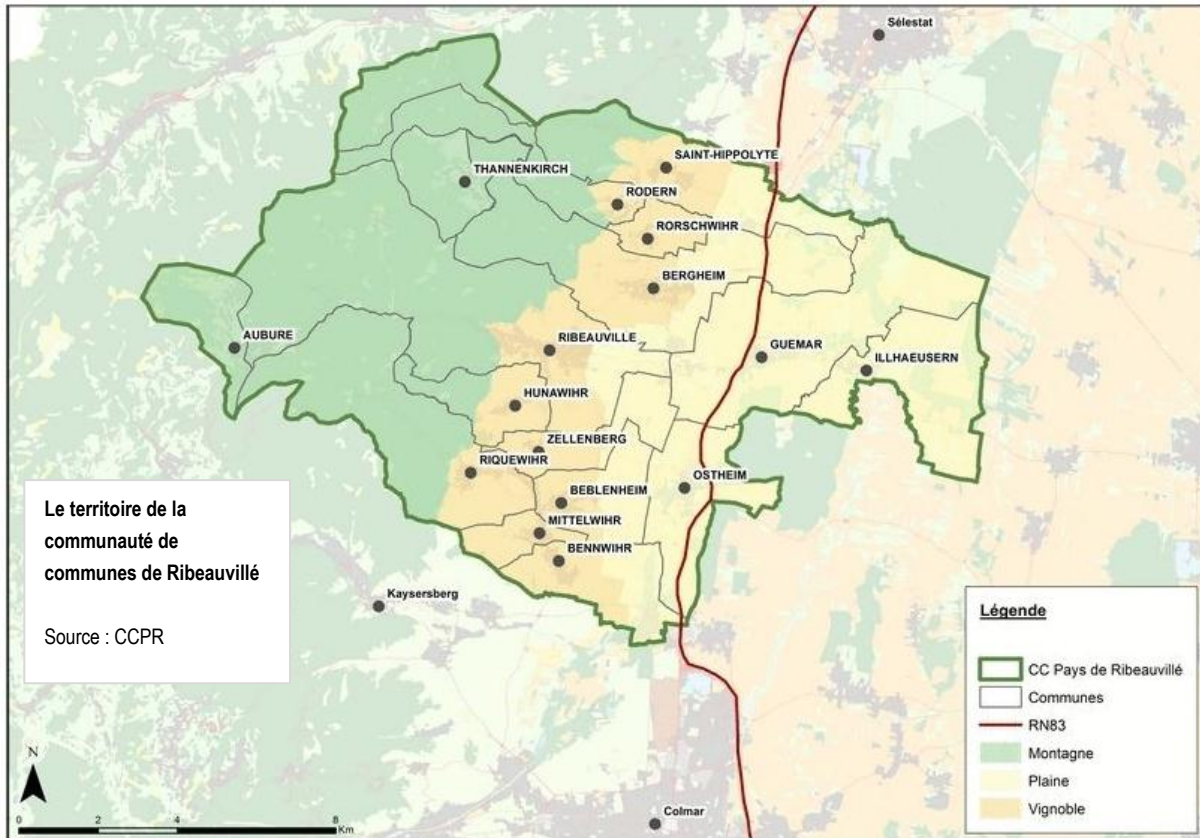 Sélestat
SAINT-HIPPOLYTE
THANNENKIRCH
RODERN
RORSCHWIHR
BERGHEIM
AUBURE
RIBEAUVILLE
GUEMAR
ILLHAEUSERN
HUNAWIHR
ZELLENBERG
RIQUEWIHR
OSTHEIM
BEBLENHEIM
MITTELWIHR
BENNWIHR
Kaysersberg
Colmar
Le territoire de la
communauté de
communes de Ribeauvillé
Source : CCPR
Légende
CC Pays de Ribeauvillé
Communes
RN83
Montagne
Plaine
Vignoble
N
0 2 4 8
Km